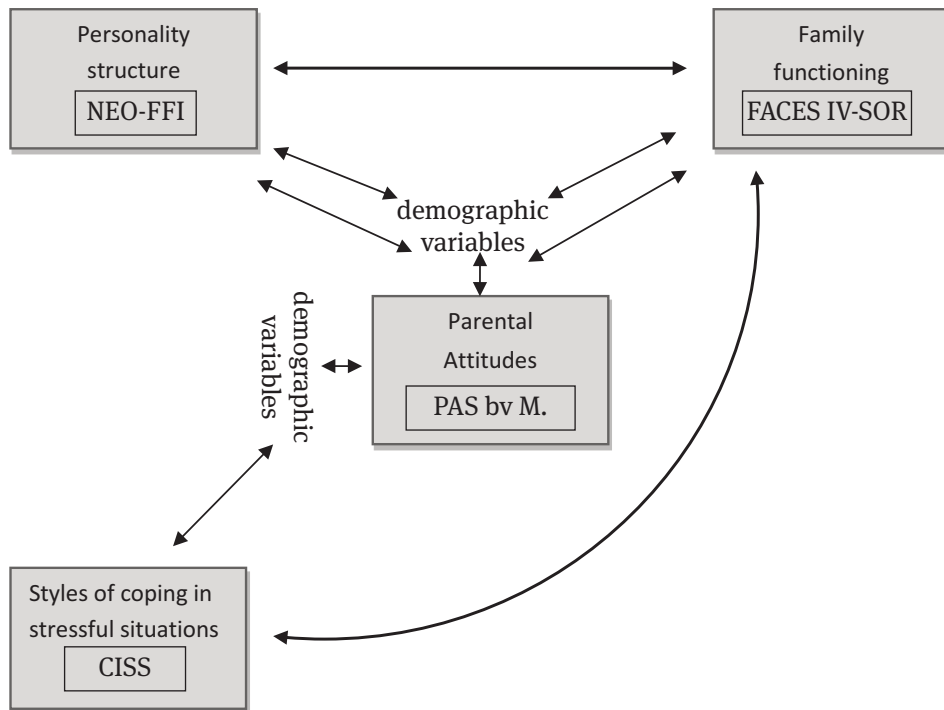 Personality
structure
NEO-FFI
Family
functioning
FACES IV-SOR
demographic
variables
demographic
variables
Parental
Attitudes
PAS bv M.
Styles of coping in
stressful situations
CISS